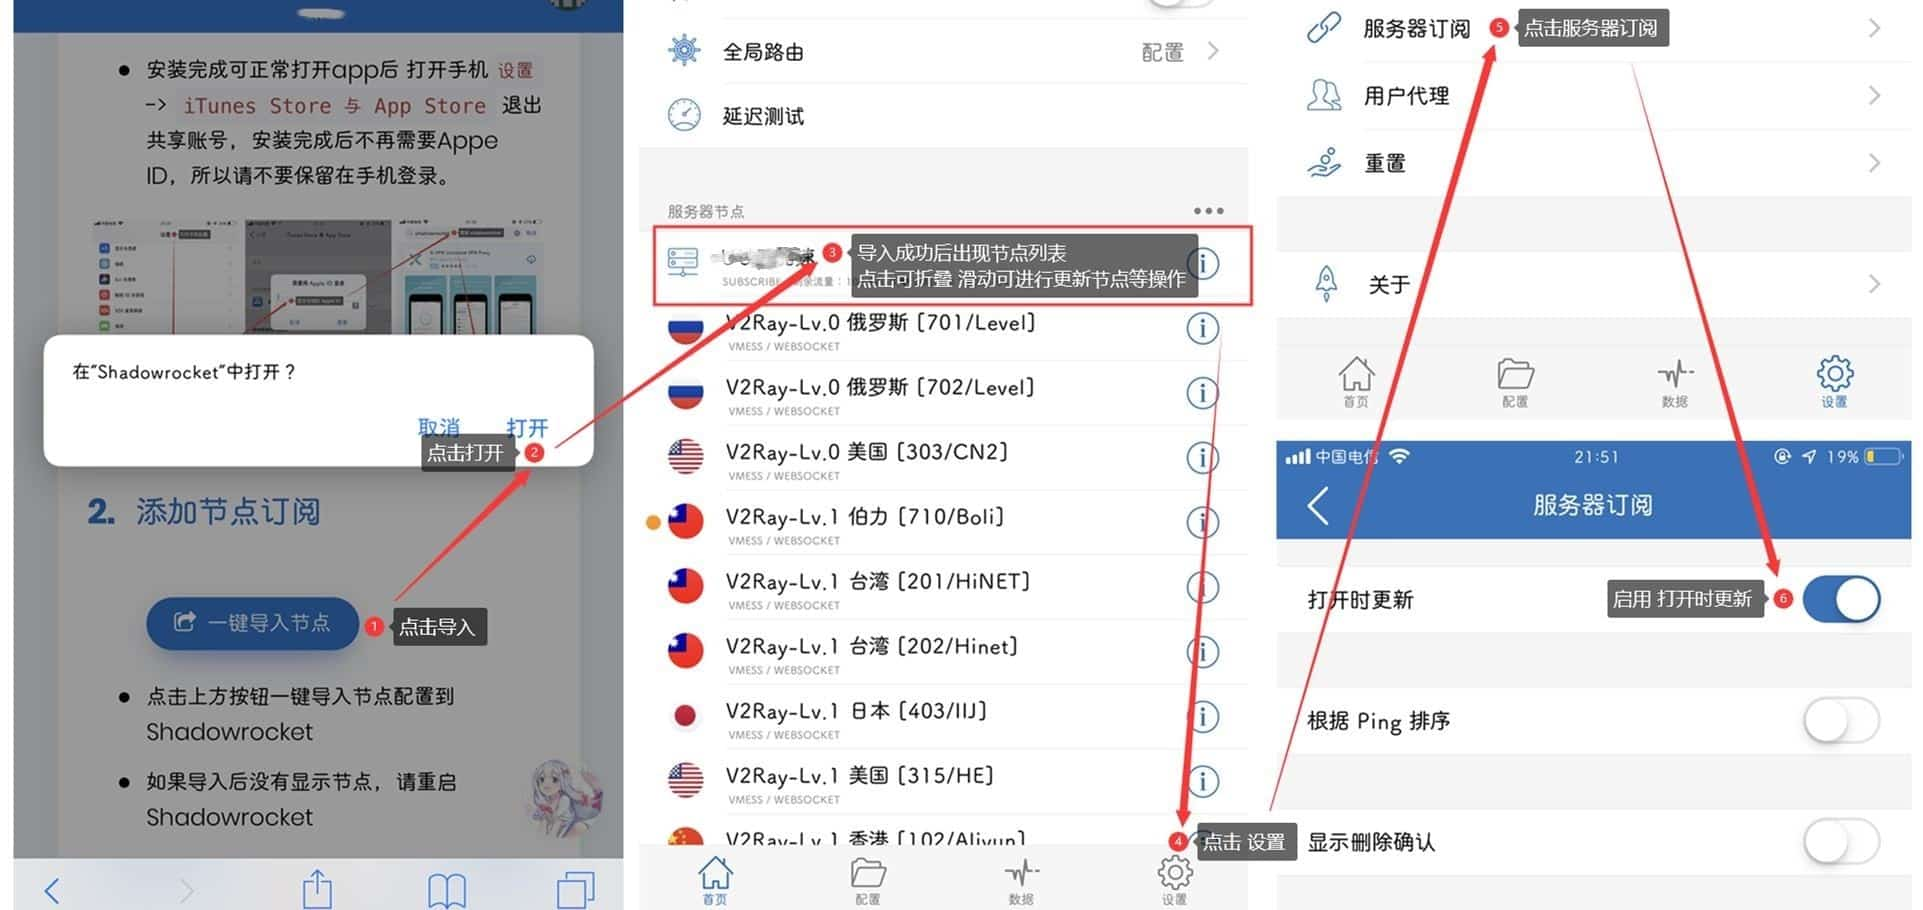 安装完成可正常打开app后 打开手机 设置
-> iTunes Store 与 App Store 退出
共享账号，安装完成后不再需要Appe
ID，所以请不要保留在手机登录。
在"Shadowrocket"中打开？
取消 打开
点击打开 2
2. 添加节点订阅
一键导入节点 1 点击导入
点击上方按钮一键导入节点配置到
Shadowrocket
如果导入后没有显示节点，请重启
Shadowrocket
全局路由 配置
延迟测试
服务器节点
3 导入成功后出现节点列表
点击可折叠 滑动可进行更新节点等操作
SUBSCRIBE
V2Ray-Lv.0 俄罗斯 [701/Level]
VMESS / WEBSOCKET
V2Ray-Lv.0 俄罗斯 [702/Level]
VMESS / WEBSOCKET
V2Ray-Lv.0 美国 [303/CN2]
VMESS / WEBSOCKET
V2Ray-Lv.1 伯力 [710/Boli]
VMESS / WEBSOCKET
V2Ray-Lv.1 台湾 [201/HiNET]
VMESS / WEBSOCKET
V2Ray-Lv.1 台湾 [202/Hinet]
VMESS / WEBSOCKET
V2Ray-Lv.1 日本 [403/IIJ]
VMESS / WEBSOCKET
V2Ray-Lv.1 美国 [315/HE]
VMESS / WEBSOCKET
V2Ray-Lv.1 香港 [102/Aliyun]
4 点击 设置
首页 配置 数据 设置
服务器订阅 5 点击服务器订阅
用户代理
重置
关于
首页 配置 数据 设置
中国电信 21:51 19%
服务器订阅
打开时更新 启用 打开时更新 6
根据 Ping 排序
显示删除确认